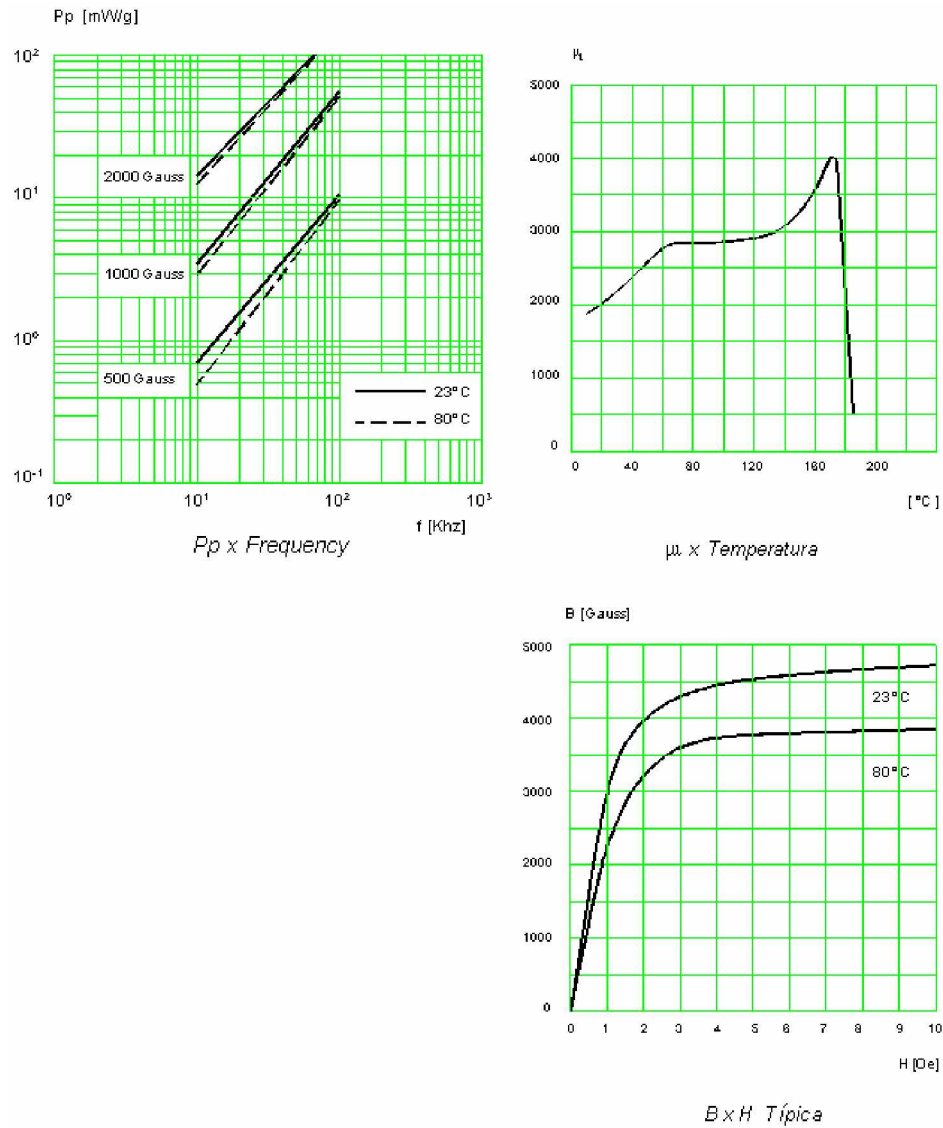 Pp [mW/g]
10²
10¹
10⁰
10⁻¹
2000 Gauss
1000 Gauss
500 Gauss
23°C
80°C
10⁰ 10¹ 10² 10³
f [Khz]
Pp x Frequency
μι
5000
4000
3000
2000
1000
0
0 40 80 120 160 200
[°C]
μι x Temperatura
B [Gauss]
5000
4000
3000
2000
1000
0
23°C
80°C
0 1 2 3 4 5 6 7 8 9 10
H [Oe]
B x H Típica